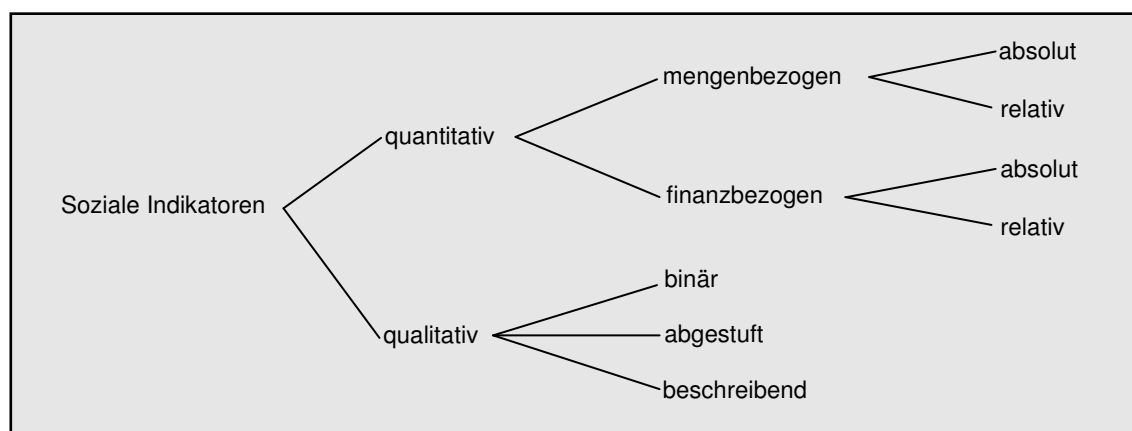 Soziale Indikatoren
quantitativ
mengenbezogen
absolut
relativ
finanzbezogen
absolut
relativ
qualitativ
binär
abgestuft
beschreibend